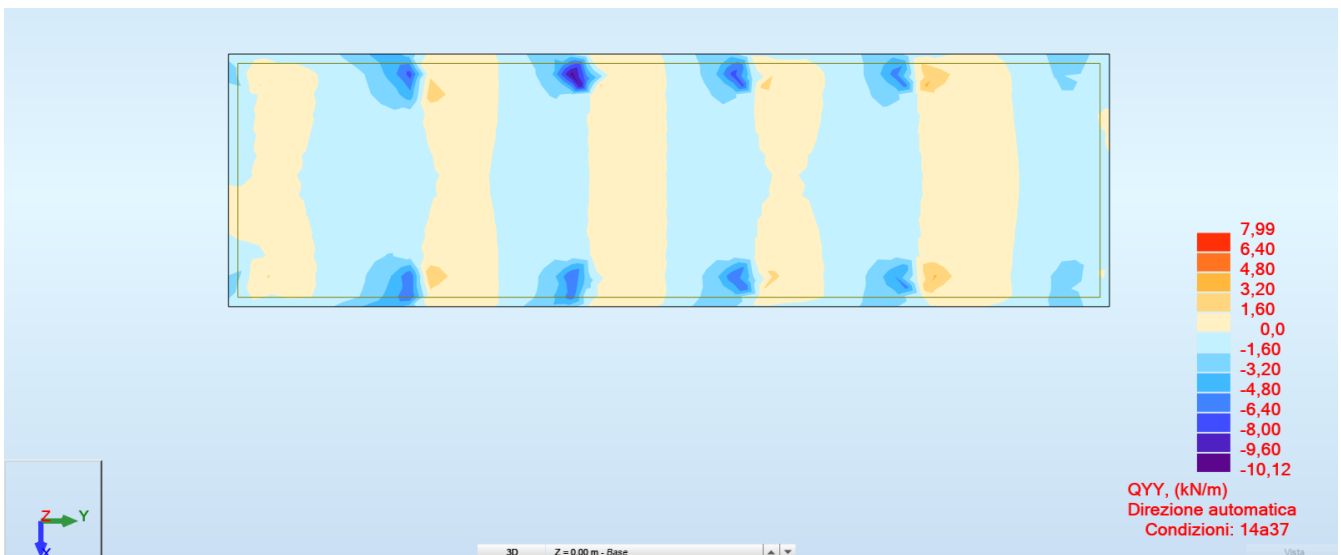 7,99
6,40
4,80
3,20
1,60
0,0
-1,60
-3,20
-4,80
-6,40
-8,00
-9,60
-10,12
QYY, (kN/m)
Direzione automatica
Condizioni: 14a37
Z Y
X
3D Z = 0.00 m - Base Vista